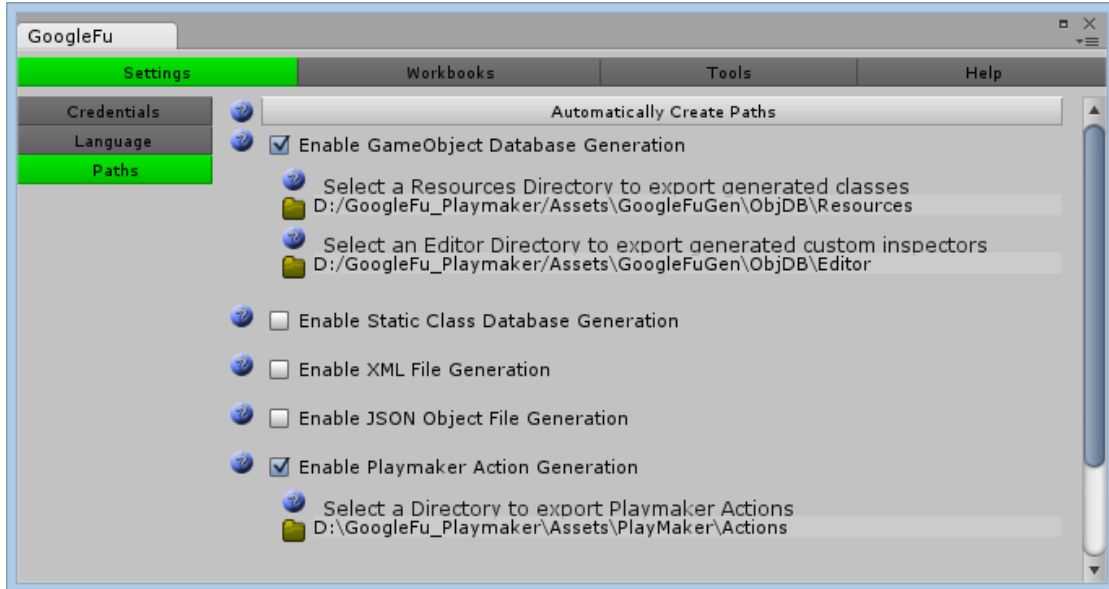 GoogleFu
Settings Workbooks Tools Help
Credentials
Language
Paths
Automatically Create Paths
Enable GameObject Database Generation
Select a Resources Directory to export generated classes
D:/GoogleFu_Playmaker/Assets\GoogleFuGen\ObjDB\Resources
Select an Editor Directory to export generated custom inspectors
D:/GoogleFu_Playmaker/Assets\GoogleFuGen\ObjDB\Editor
Enable Static Class Database Generation
Enable XML File Generation
Enable JSON Object File Generation
Enable Playmaker Action Generation
Select a Directory to export Playmaker Actions
D:\GoogleFu_Playmaker\Assets\PlayMaker\Actions